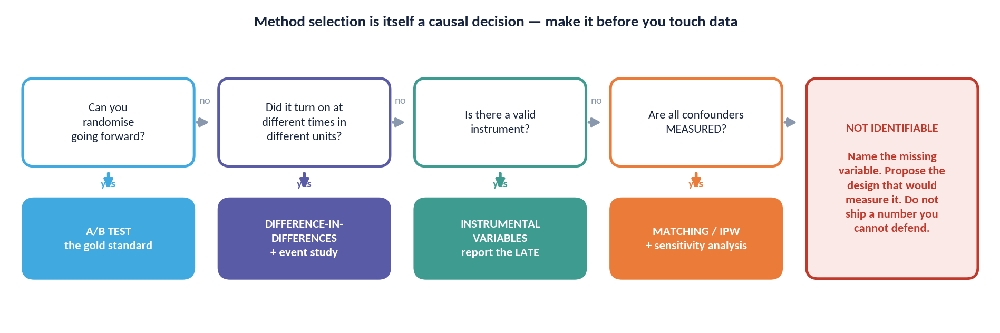 Method selection is itself a causal decision — make it before you touch data
Can you
randomise
going forward?
no
Did it turn on at
different times in
different units?
no
Is there a valid
instrument?
no
Are all confounders
MEASURED?
yes
yes
yes
yes
A/B TEST
the gold standard
DIFFERENCE-IN-
DIFFERENCES
+ event study
INSTRUMENTAL
VARIABLES
report the LATE
MATCHING / IPW
+ sensitivity analysis
NOT IDENTIFIABLE
Name the missing
variable. Propose the
design that would
measure it. Do not
ship a number you
cannot defend.